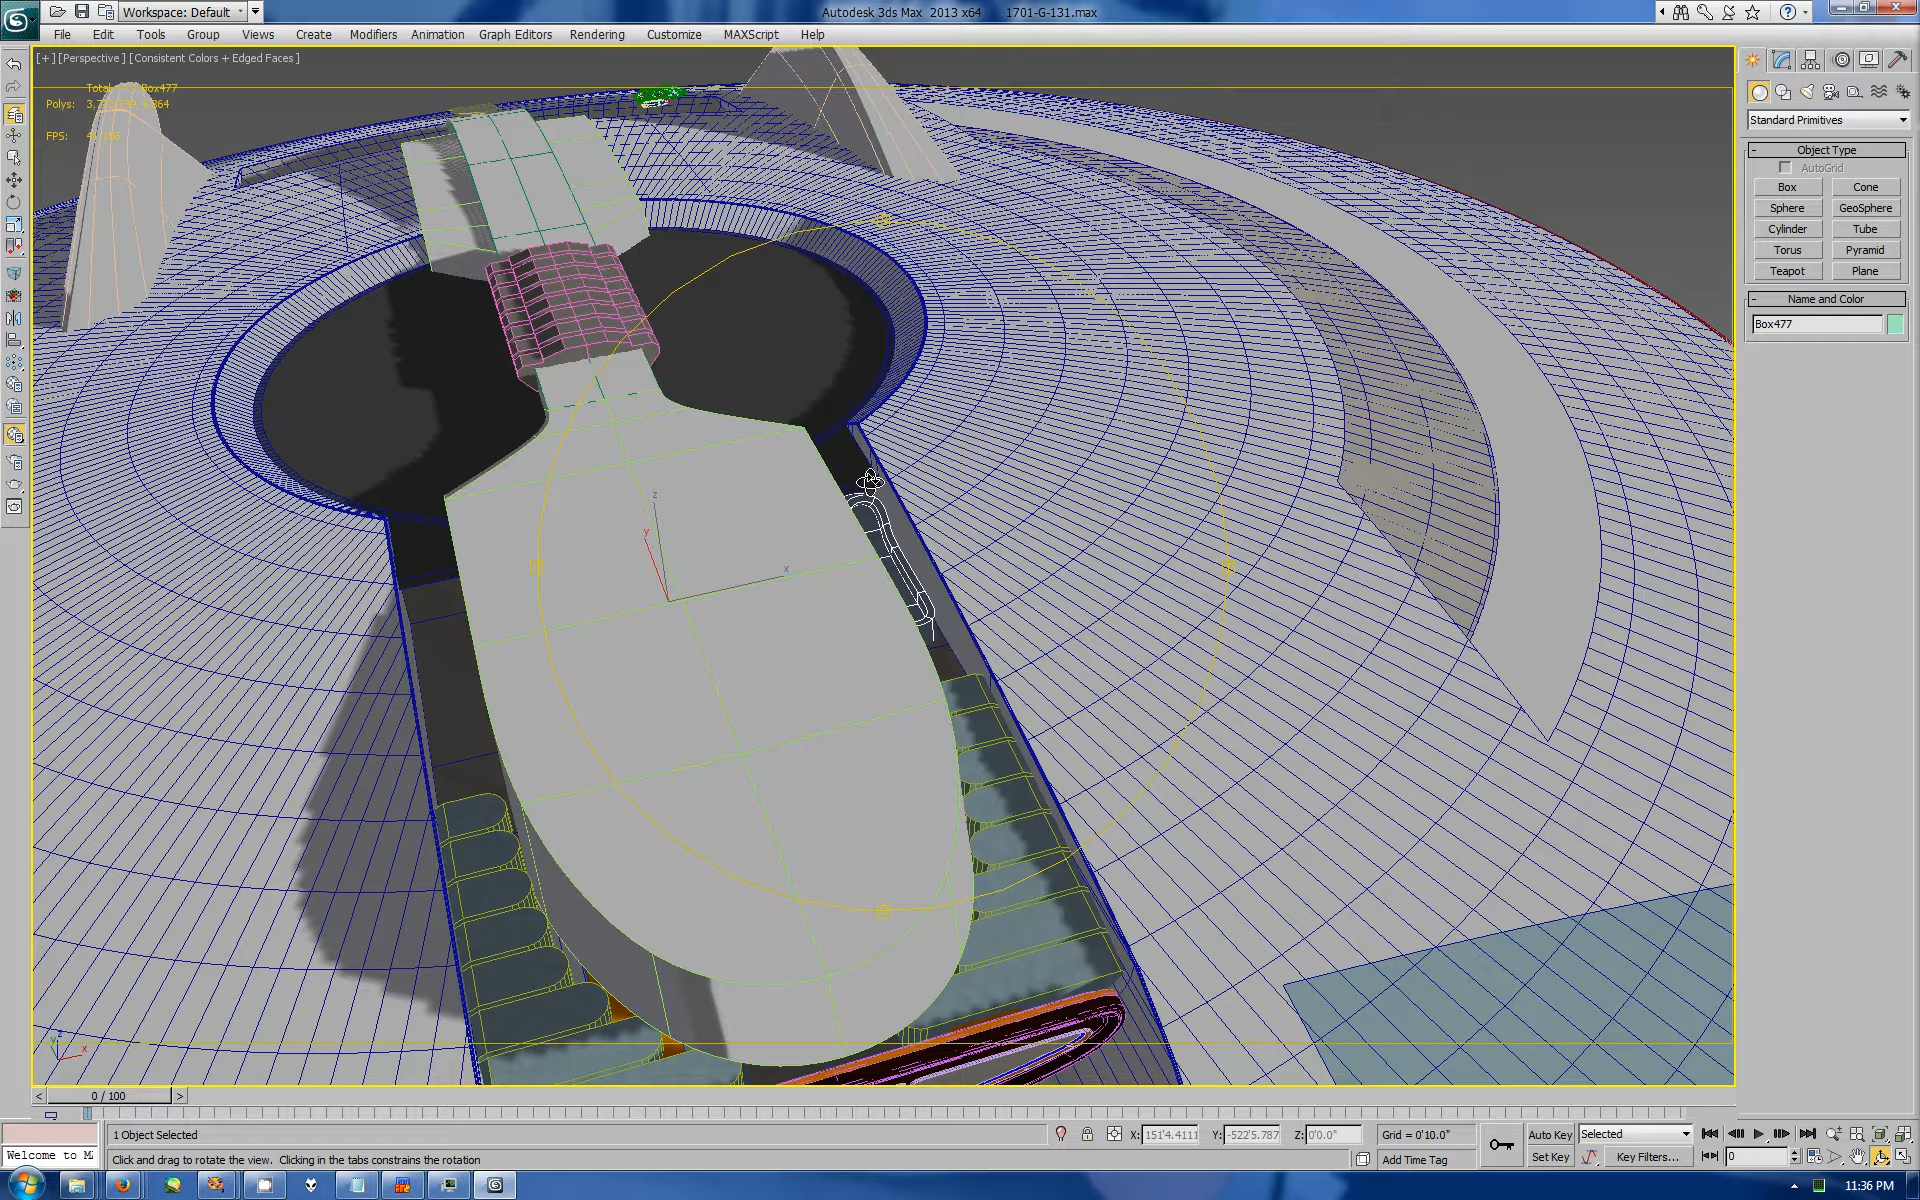 Workspace: Default
Autodesk 3ds Max 2013 x64 1701-G-131.max
File Edit Tools Group Views Create Modifiers Animation Graph Editors Rendering Customize MAXScript Help
[+] [Perspective] [Consistent Colors + Edged Faces]
Total Box477
Polys:
FPS:
Standard Primitives
Object Type
AutoGrid
Box Cone
Sphere GeoSphere
Cylinder Tube
Torus Pyramid
Teapot Plane
Name and Color
Box477
z
y
x
z
y x
< 0 / 100 >
1 Object Selected X: 151'4.4111 Y: -522'5.787 Z: 0'0.0" Grid = 0'10.0" Auto Key Selected
Welcome to Click and drag to rotate the view. Clicking in the tabs constrains the rotation Add Time Tag Set Key Key Filters... 0
11:36 PM